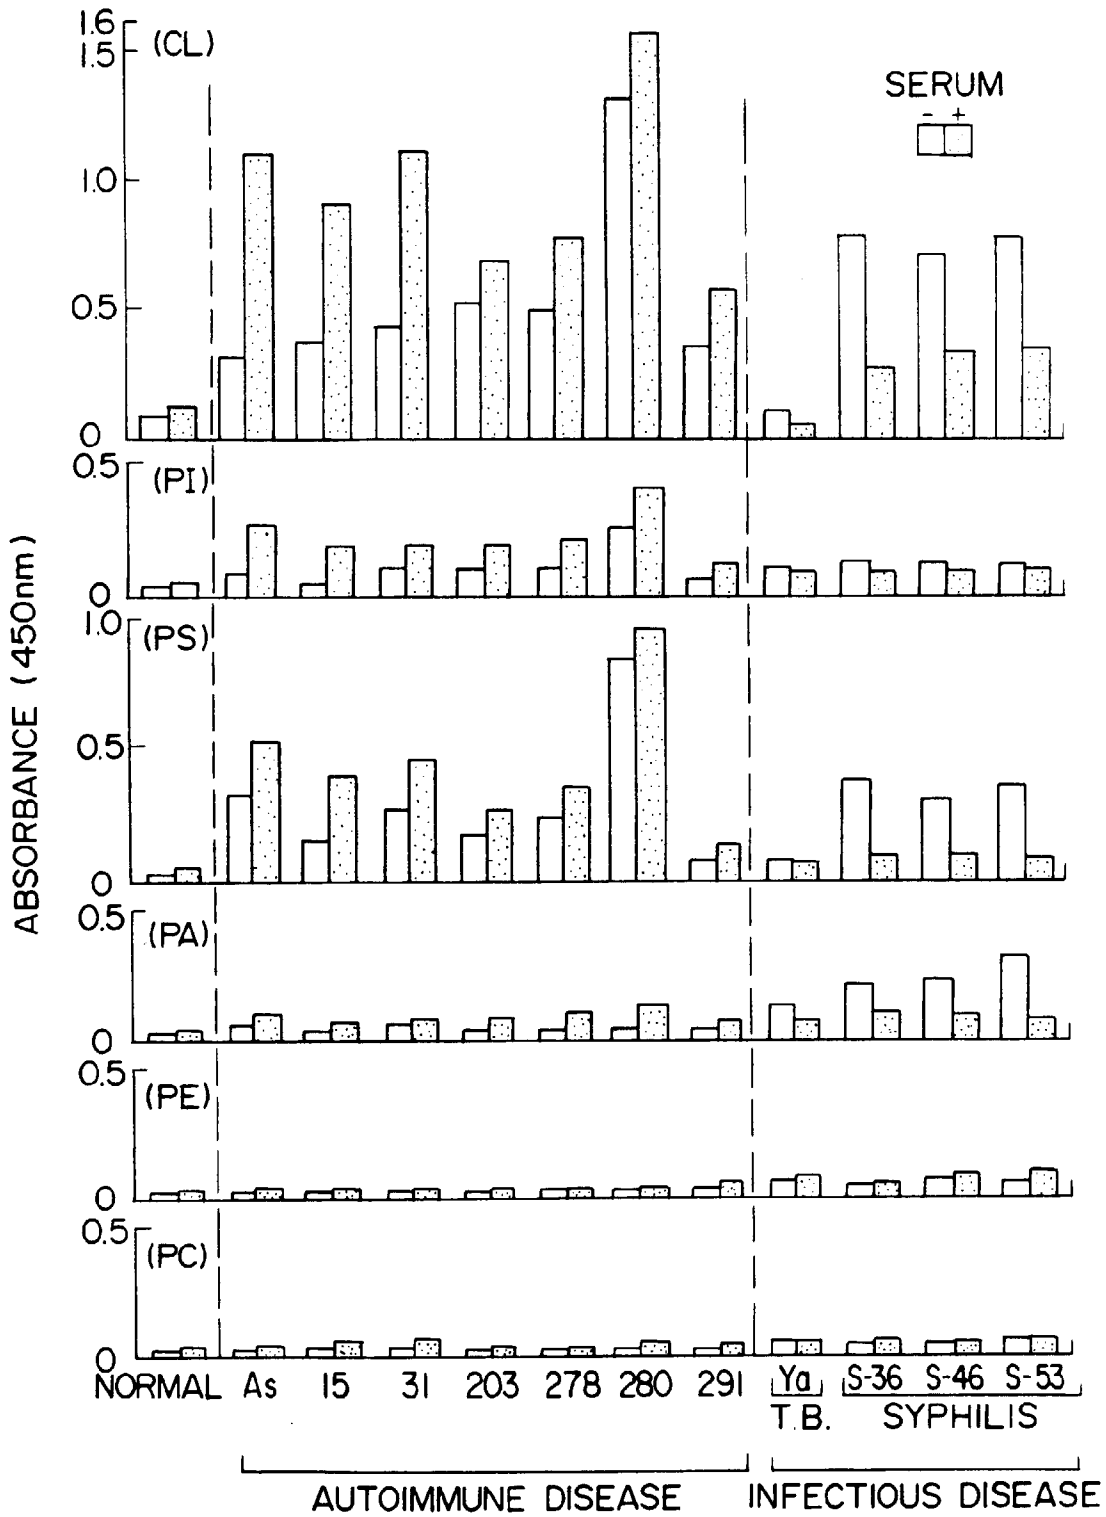 1.6
1.5
(CL)
SERUM
- +
1.0
0.5
0
0.5
(PI)
0
1.0
(PS)
0.5
0
0.5
(PA)
0
0.5
(PE)
0
0.5
(PC)
0
ABSORBANCE (450nm)
NORMAL As 15 31 203 278 280 291 Ya S-36 S-46 S-53
T.B. SYPHILIS
AUTOIMMUNE DISEASE INFECTIOUS DISEASE